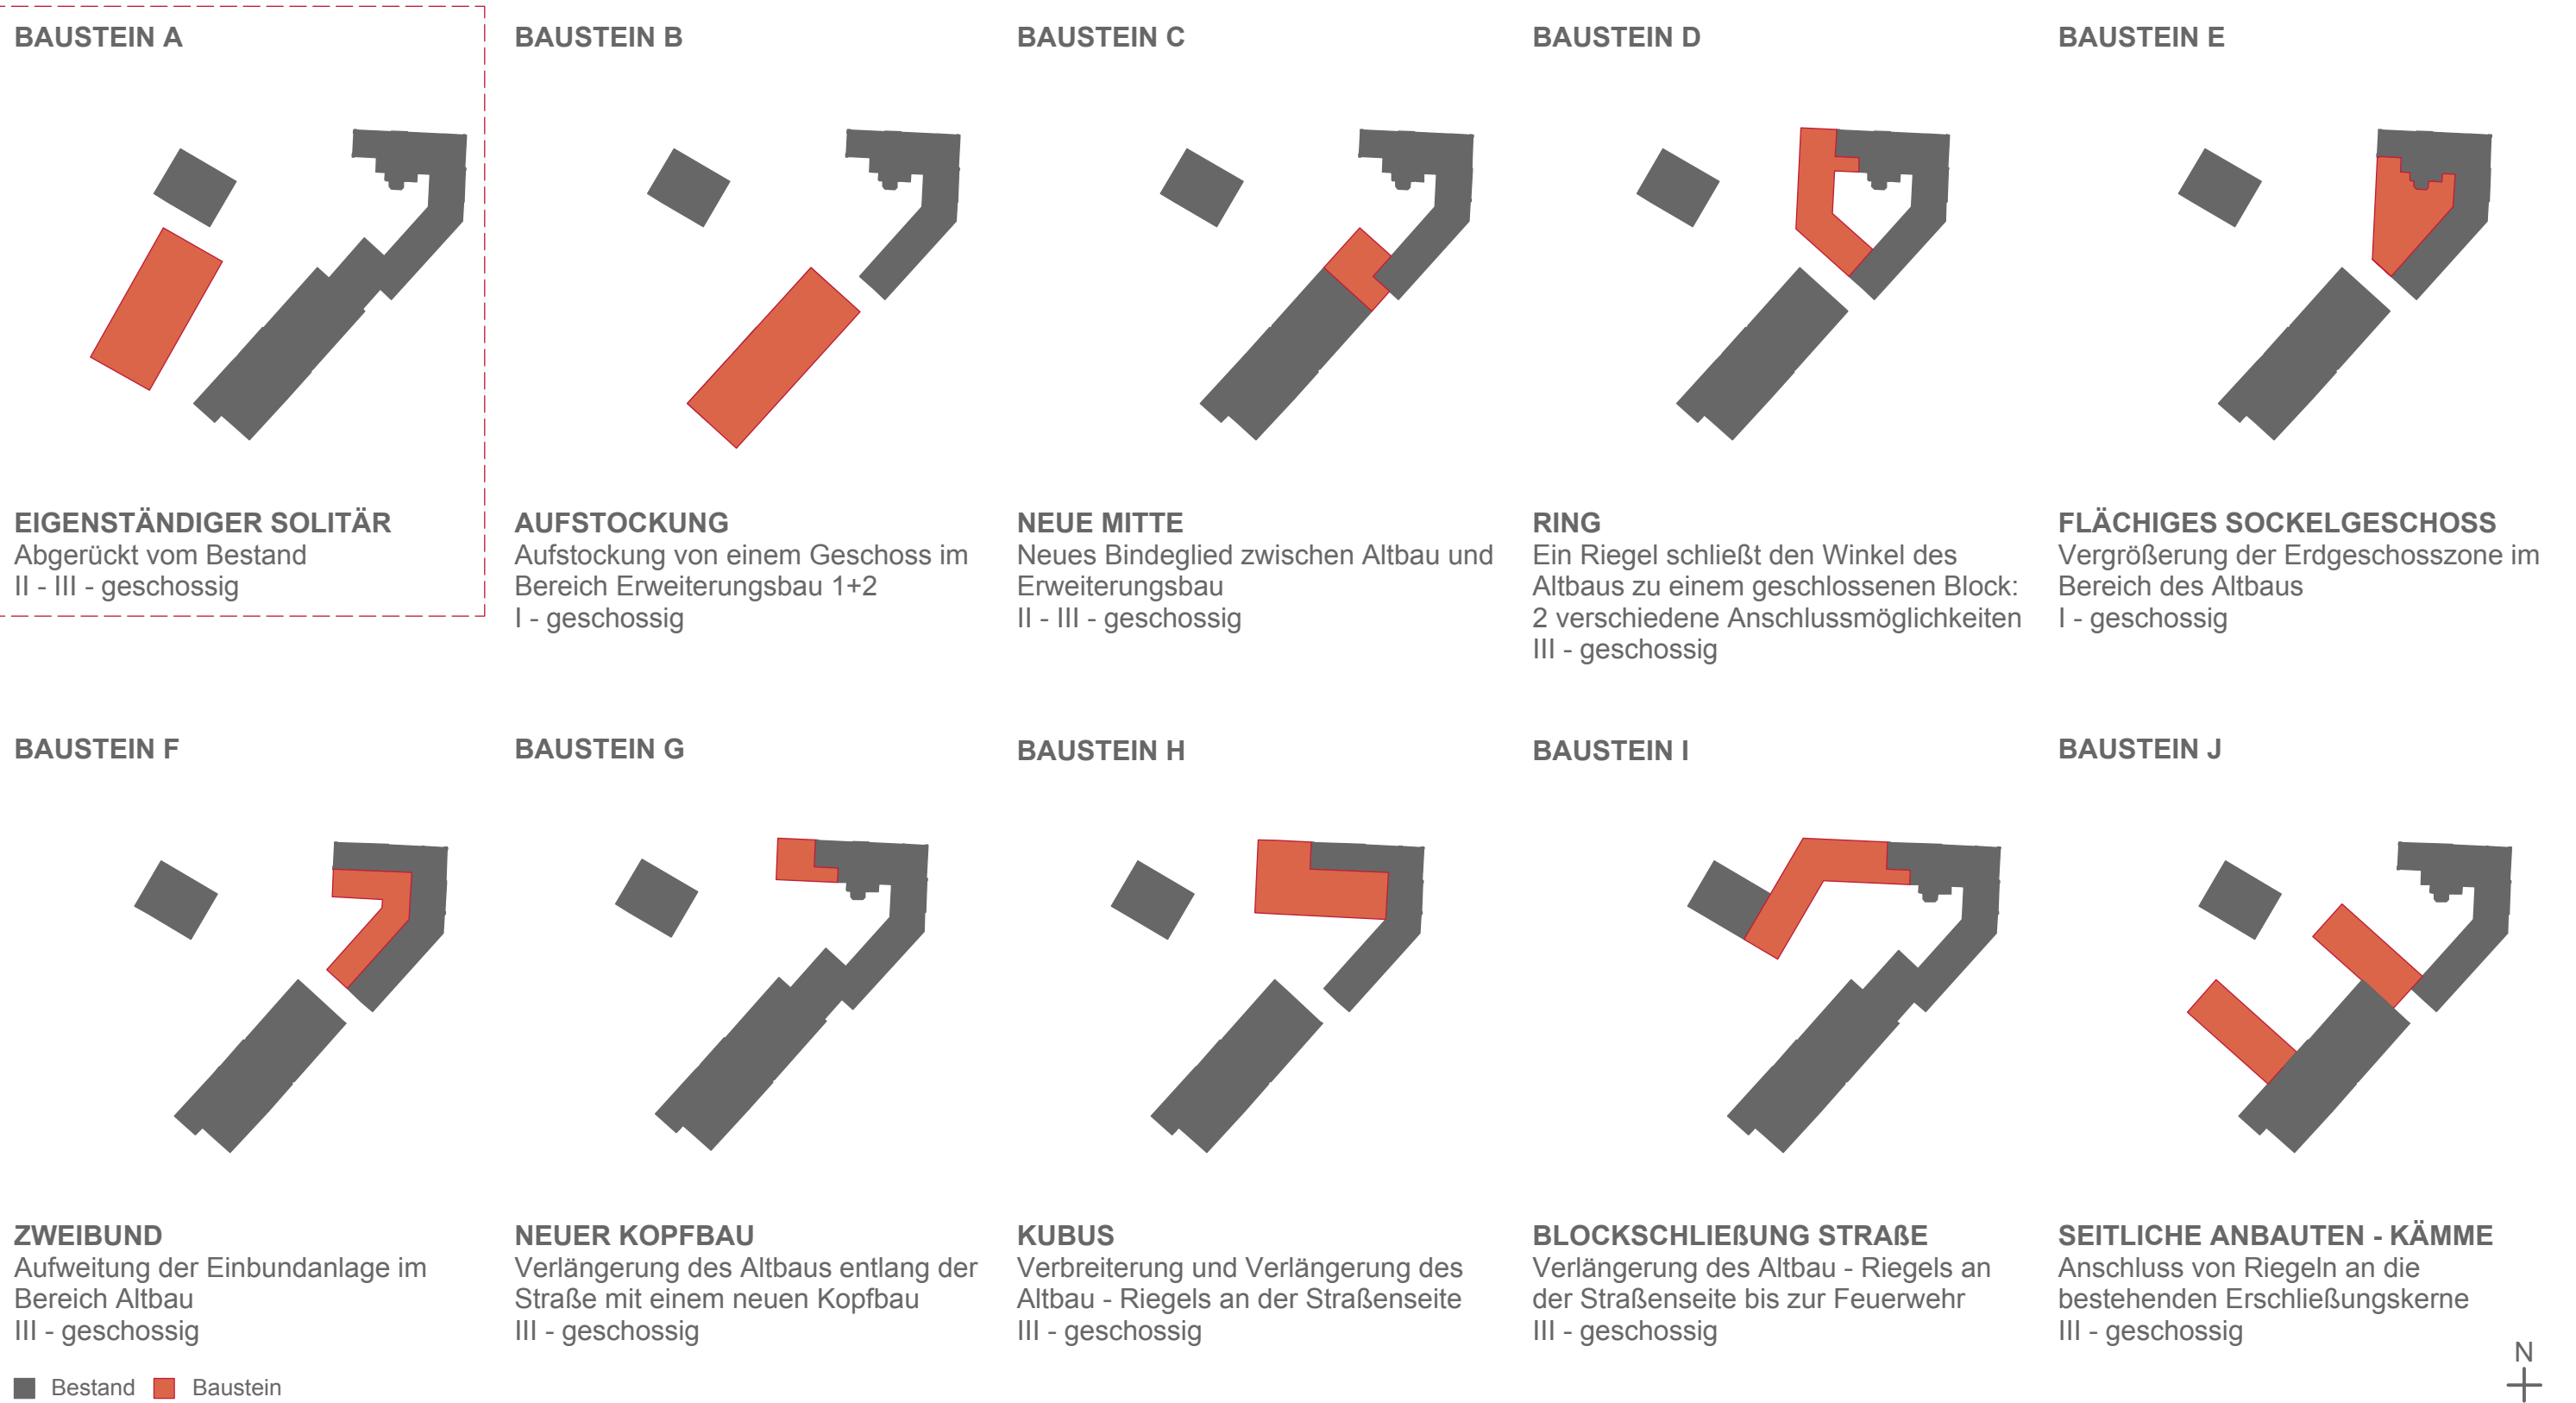 BAUSTEIN A
EIGENSTÄNDIGER SOLITÄR
Abgerückt vom Bestand
II - III - geschossig
BAUSTEIN B
AUFSTOCKUNG
Aufstockung von einem Geschoss im
Bereich Erweiterungsbau 1+2
I - geschossig
BAUSTEIN C
NEUE MITTE
Neues Bindeglied zwischen Altbau und
Erweiterungsbau
II - III - geschossig
BAUSTEIN D
RING
Ein Riegel schließt den Winkel des
Altbaus zu einem geschlossenen Block:
2 verschiedene Anschlussmöglichkeiten
III - geschossig
BAUSTEIN E
FLÄCHIGES SOCKELGESCHOSS
Vergrößerung der Erdgeschosszone im
Bereich des Altbaus
I - geschossig
BAUSTEIN F
ZWEIBUND
Aufweitung der Einbundanlage im
Bereich Altbau
III - geschossig
BAUSTEIN G
NEUER KOPFBAU
Verlängerung des Altbaus entlang der
Straße mit einem neuen Kopfbau
III - geschossig
BAUSTEIN H
KUBUS
Verbreiterung und Verlängerung des
Altbau - Riegels an der Straßenseite
III - geschossig
BAUSTEIN I
BLOCKSCHLIEßUNG STRAßE
Verlängerung des Altbau - Riegels an
der Straßenseite bis zur Feuerwehr
III - geschossig
BAUSTEIN J
SEITLICHE ANBAUTEN - KÄMME
Anschluss von Riegeln an die
bestehenden Erschließungskerne
III - geschossig
Bestand
Baustein
N